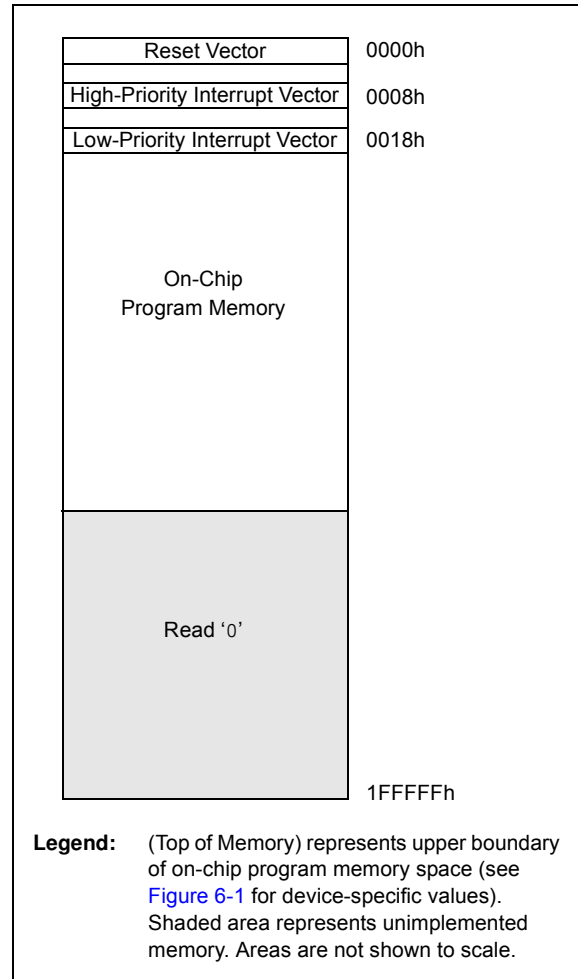 Reset Vector 0000h
High-Priority Interrupt Vector 0008h
Low-Priority Interrupt Vector 0018h
On-Chip
Program Memory
Read ‘0’
1FFFFFh
Legend: (Top of Memory) represents upper boundary
of on-chip program memory space (see
Figure 6-1 for device-specific values).
Shaded area represents unimplemented
memory. Areas are not shown to scale.